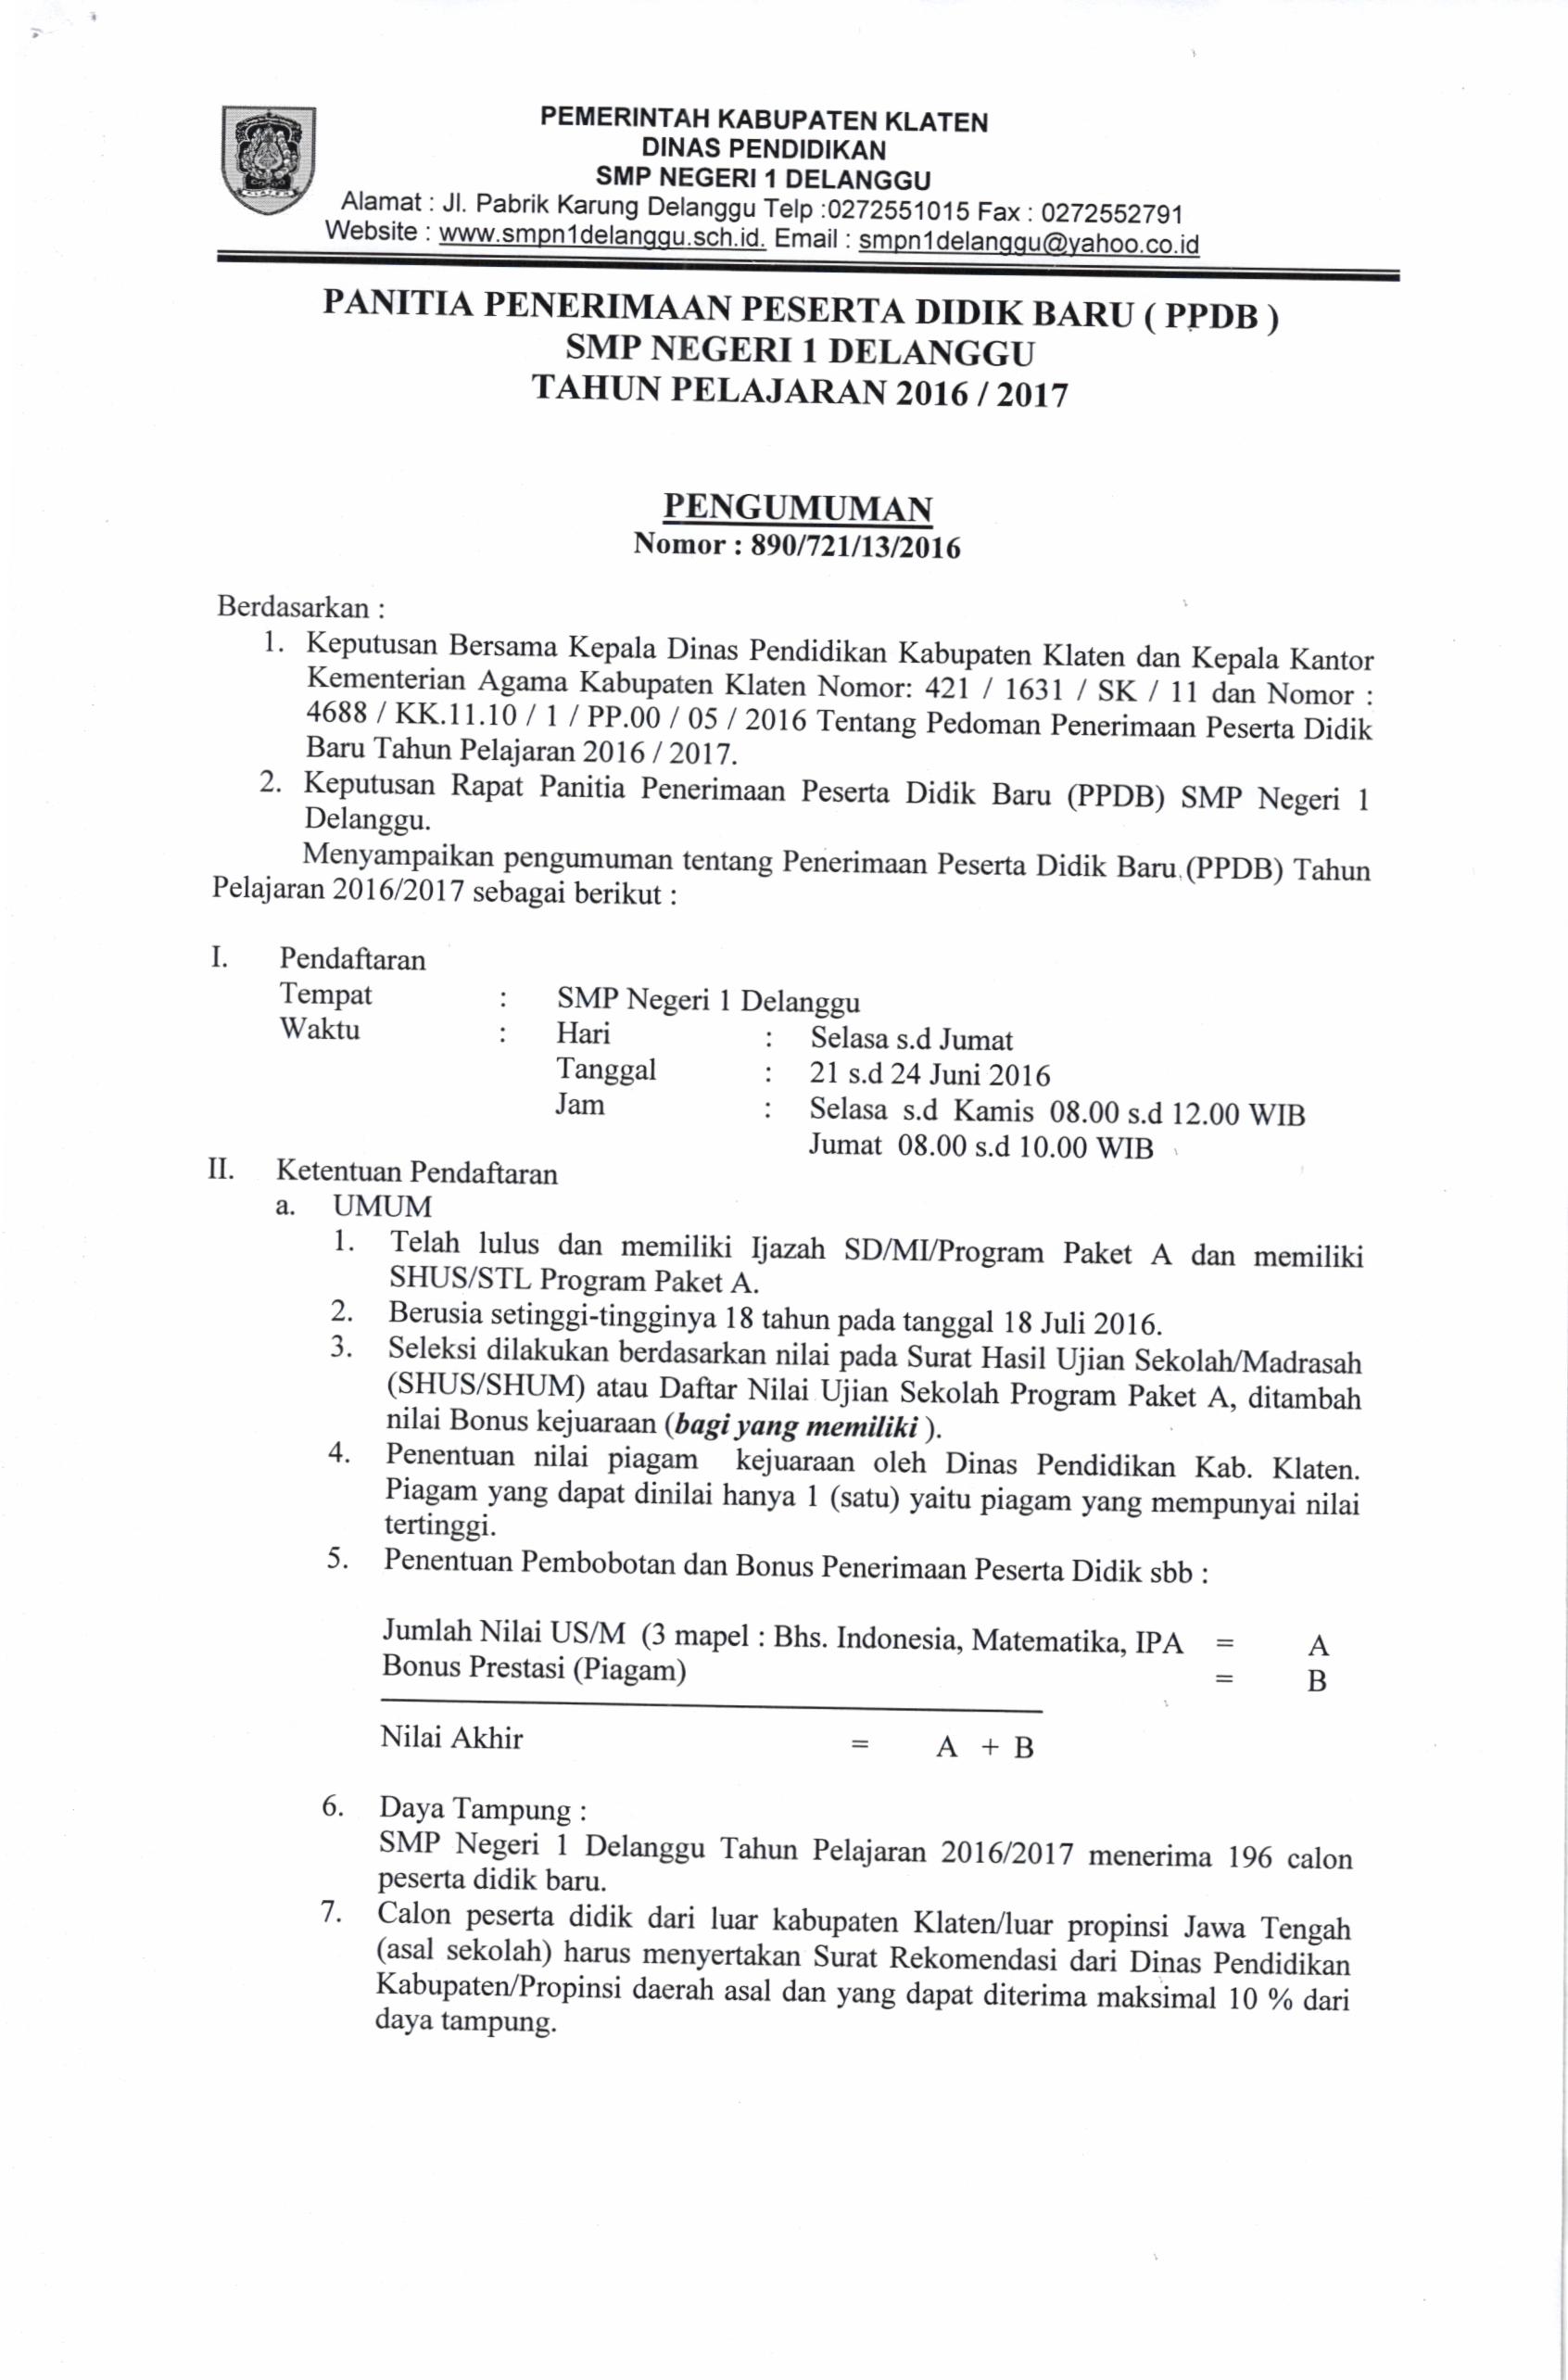 PEMERINTAH KABUPATEN KLATEN
DINAS PENDIDIKAN
SMP NEGERI 1 DELANGGU
Alamat : Jl. Pabrik Karung Delanggu Telp :0272551015 Fax : 0272552791
Website : www.smpn1delanggu.sch.id. Email : smpn1delanggu@yahoo.co.id
PANITIA PENERIMAAN PESERTA DIDIK BARU ( PPDB )
SMP NEGERI 1 DELANGGU
TAHUN PELAJARAN 2016 / 2017
PENGUMUMAN
Nomor : 890/721/13/2016
Berdasarkan :
1. Keputusan Bersama Kepala Dinas Pendidikan Kabupaten Klaten dan Kepala Kantor
Kementerian Agama Kabupaten Klaten Nomor: 421 / 1631 / SK / 11 dan Nomor :
4688 / KK.11.10 / 1 / PP.00 / 05 / 2016 Tentang Pedoman Penerimaan Peserta Didik
Baru Tahun Pelajaran 2016 / 2017.
2. Keputusan Rapat Panitia Penerimaan Peserta Didik Baru (PPDB) SMP Negeri 1
Delanggu.
Menyampaikan pengumuman tentang Penerimaan Peserta Didik Baru (PPDB) Tahun
Pelajaran 2016/2017 sebagai berikut :
I. Pendaftaran
Tempat : SMP Negeri 1 Delanggu
Waktu : Hari : Selasa s.d Jumat
Tanggal : 21 s.d 24 Juni 2016
Jam : Selasa s.d Kamis 08.00 s.d 12.00 WIB
Jumat 08.00 s.d 10.00 WIB
II. Ketentuan Pendaftaran
a. UMUM
1. Telah lulus dan memiliki Ijazah SD/MI/Program Paket A dan memiliki
SHUS/STL Program Paket A.
2. Berusia setinggi-tingginya 18 tahun pada tanggal 18 Juli 2016.
3. Seleksi dilakukan berdasarkan nilai pada Surat Hasil Ujian Sekolah/Madrasah
(SHUS/SHUM) atau Daftar Nilai Ujian Sekolah Program Paket A, ditambah
nilai Bonus kejuaraan (bagi yang memiliki ).
4. Penentuan nilai piagam kejuaraan oleh Dinas Pendidikan Kab. Klaten.
Piagam yang dapat dinilai hanya 1 (satu) yaitu piagam yang mempunyai nilai
tertinggi.
5. Penentuan Pembobotan dan Bonus Penerimaan Peserta Didik sbb :
Jumlah Nilai US/M (3 mapel : Bhs. Indonesia, Matematika, IPA = A
Bonus Prestasi (Piagam) = B
Nilai Akhir = A + B
6. Daya Tampung :
SMP Negeri 1 Delanggu Tahun Pelajaran 2016/2017 menerima 196 calon
peserta didik baru.
7. Calon peserta didik dari luar kabupaten Klaten/luar propinsi Jawa Tengah
(asal sekolah) harus menyertakan Surat Rekomendasi dari Dinas Pendidikan
Kabupaten/Propinsi daerah asal dan yang dapat diterima maksimal 10 % dari
daya tampung.